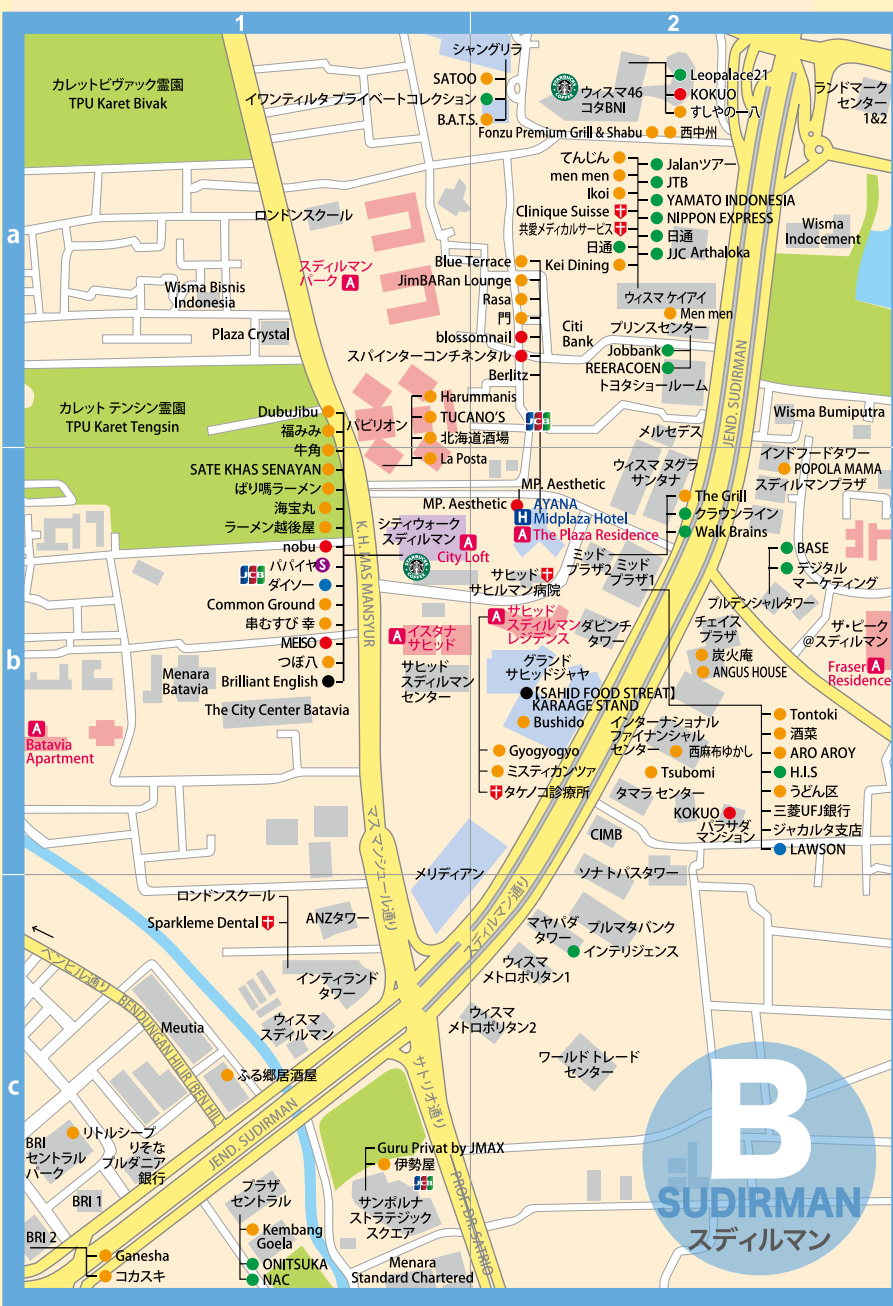 1
2
a
b
c
シャングリラ
SATOO
イワンティルタ プライベートコレクション
B.A.T.S.
カレットビヴァック霊園
TPU Karet Bivak
STARBUCKS
COFFEE
ウィスマ46
コタBNI
Leopalace21
KOKUO
すしやの一八
ランドマーク
センター
1&2
Fonzu Premium Grill & Shabu
西中州
てんじん
men men
Ikoi
Clinique Suisse
共愛メディカルサービス
日通
Kei Dining
Jalanツアー
JTB
YAMATO INDONESIA
NIPPON EXPRESS
日通
JJC Arthaloka
Wisma
Indocement
ロンドンスクール
スディルマン
パーク A
Wisma Bisnis
Indonesia
Plaza Crystal
Blue Terrace
JimBARan Lounge
Rasa
門
blossomnail
スパインターコンチネンタル
Berlitz
Citi
Bank
ウィスマ ケイアイ
Men men
プリンスセンター
Jobbank
REERACOEN
トヨタショールーム
JEND. SUDIRMAN
カレット テンシン霊園
TPU Karet Tengsin
DubuJibu
福みみ
牛角
SATE KHAS SENAYAN
ばり嗎ラーメン
海宝丸
ラーメン越後屋
nobu
パパイヤ S
JCB
ダイソー
Common Ground
串むすび 幸
MEISO
つぼ八
Brilliant English
パビリオン
Harummanis
TUCANO'S
北海道酒場
La Posta
JCB
メルセデス
Wisma Bumiputra
インドフードタワー
POPOLA MAMA
スディルマンプラザ
ウィスマ ヌグラ
サンタナ
The Grill
クラウンライン
Walk Brains
MP. Aesthetic
MP. Aesthetic
H AYANA
Midplaza Hotel
A The Plaza Residence
K. H. MAS MANSYUR
シティウォーク
スディルマン
A
City Loft
STARBUCKS
COFFEE
サヒッド
サヒルマン病院
ミッド
プラザ2
ミッド
プラザ1
BASE
デジタル
マーケティング
プルデンシャルタワー
A イスタナ
サヒッド
A サヒッド
スディルマン
レジデンス
ダビンチ
タワー
チェイス
プラザ
炭火庵
ANGUS HOUSE
ザ・ピーク
@スディルマン
Fraser A
Residence
Menara
Batavia
The City Center Batavia
A
Batavia
Apartment
サヒッド
スディルマン
センター
グランド
サヒッドジャヤ
【SAHID FOOD STREAT】
KARAAGE STAND
Bushido
Gyogyogyo
ミスティカンツァ
タケノコ診療所
インターナショナル
ファイナンシャル
センター
西麻布ゆかし
Tsubomi
タマラ センター
KOKUO
パラサダ
マンション
Tontoki
酒菜
ARO AROY
H.I.S
うどん区
三菱UFJ銀行
ジャカルタ支店
LAWSON
CIMB
マス マンシュール通り
メリディアン
ソナ トパスタワー
スディルマン通り
ロンドンスクール
Sparkleme Dental
ANZタワー
インティランド
タワー
マヤパダ
タワー
プルマタバンク
インテリジェンス
ウィスマ
メトロポリタン1
ウィスマ
メトロポリタン2
ワールド トレード
センター
ベンヒル通り BENDUNGAN HILIR (BEN HIL)
Meutia
ウィスマ
スディルマン
ふる郷居酒屋
JEND. SUDIRMAN
サトリオ通り
PROF. DR. SATRIO
BRI
セントラル
パーク
リトルシープ
りそな
プルダニア
銀行
BRI 1
BRI 2
Ganesha
コカスキ
プラザ
セントラル
Kembang
Goela
ONITSUKA
NAC
Guru Privat by JMAX
伊勢屋
JCB
サンポルナ
ストラテジック
スクエア
Menara
Standard Chartered
B
SUDIRMAN
スディルマン